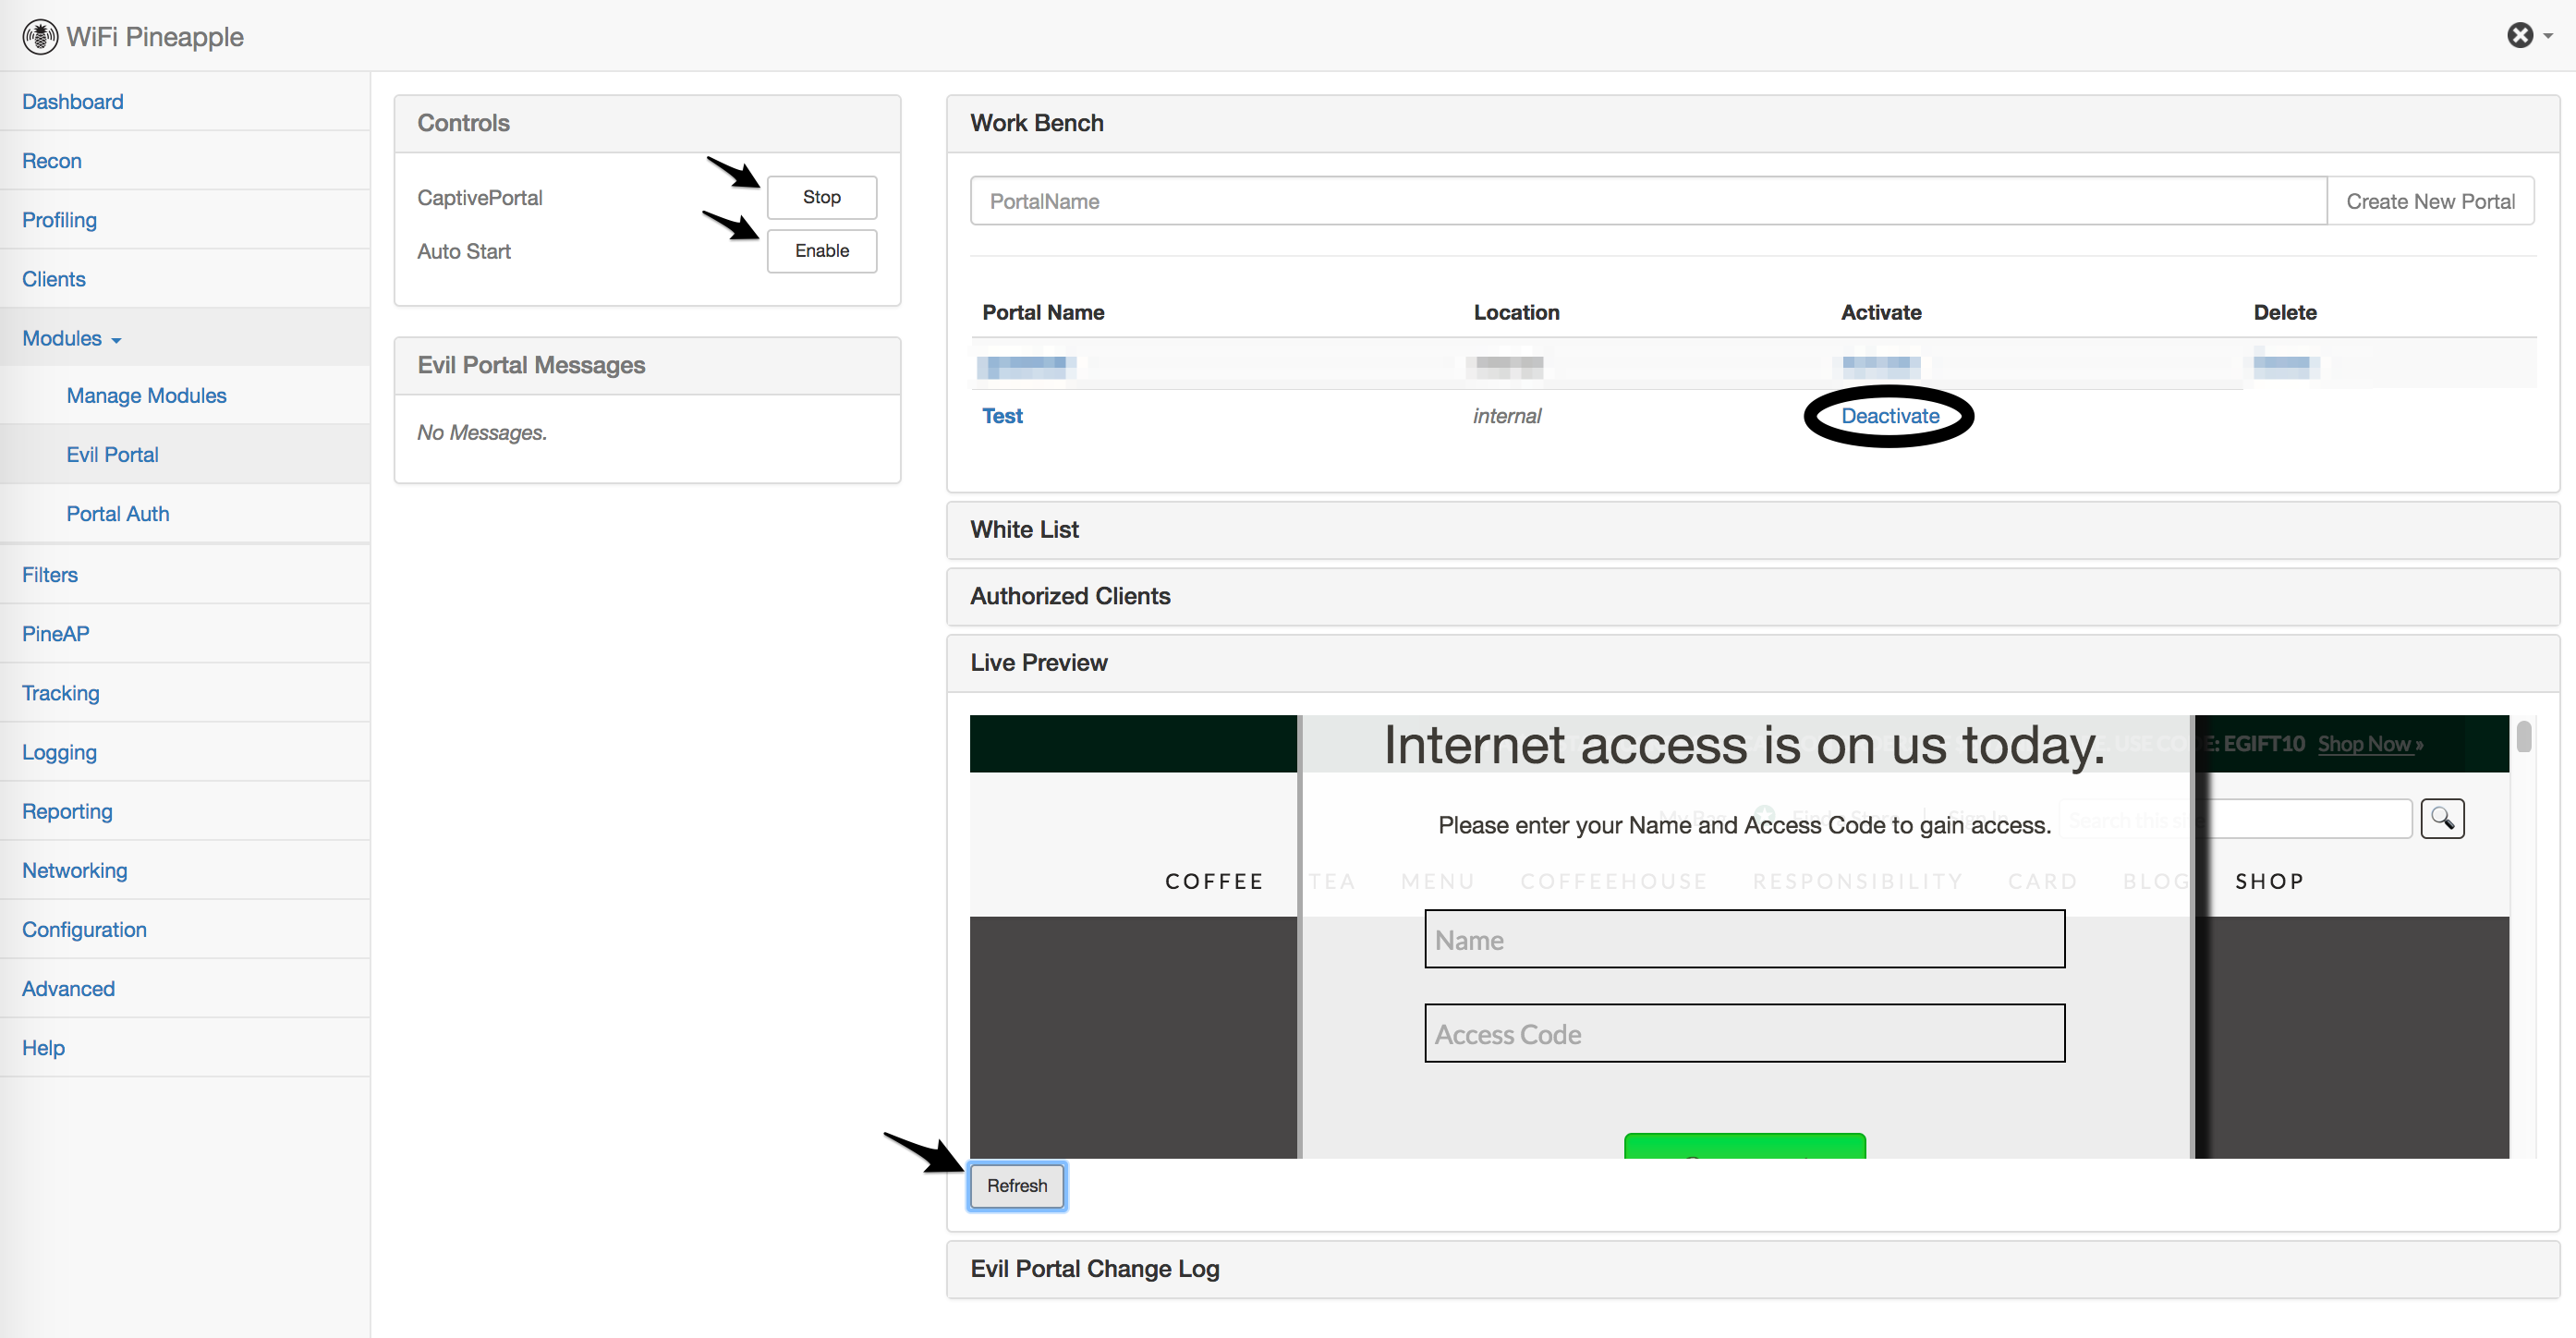 WiFi Pineapple
Dashboard
Recon
Profiling
Clients
Modules
Manage Modules
Evil Portal
Portal Auth
Filters
PineAP
Tracking
Logging
Reporting
Networking
Configuration
Advanced
Help
Controls
CaptivePortal Stop
Auto Start Enable
Evil Portal Messages
No Messages.
Work Bench
PortalName Create New Portal
Portal Name Location Activate Delete
Test internal Deactivate
White List
Authorized Clients
Live Preview
Internet access is on us today.
USE CODE: EGIFT10 Shop Now »
Please enter your Name and Access Code to gain access.
COFFEE TEA MENU COFFEEHOUSE RESPONSIBILITY CARD BLOG SHOP
Name
Access Code
Refresh
Evil Portal Change Log